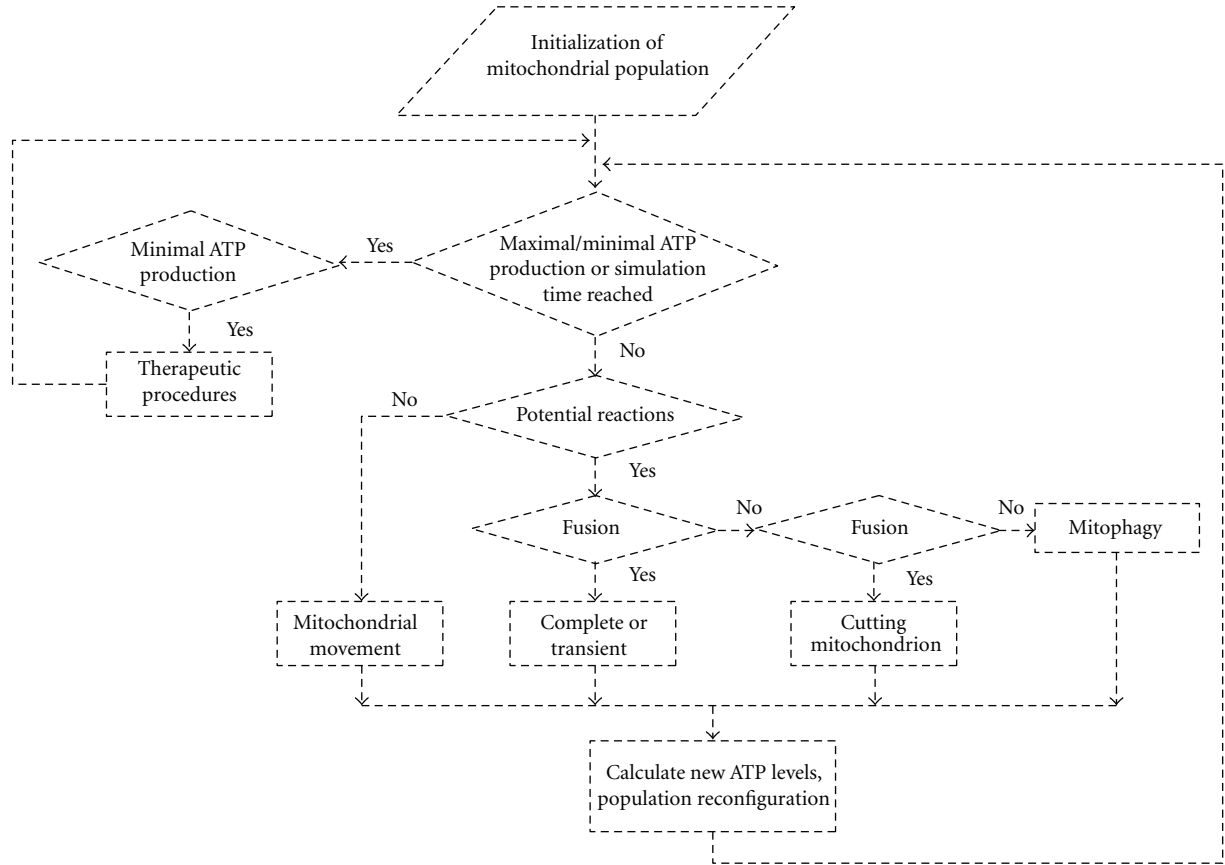 Initialization of
mitochondrial population
Maximal/minimal ATP
production or simulation
time reached
Yes
Minimal ATP
production
Yes
Therapeutic
procedures
No
Potential reactions
No
Yes
Fusion
No
Fusion
No
Mitophagy
Yes
Yes
Mitochondrial
movement
Complete or
transient
Cutting
mitochondrion
Calculate new ATP levels,
population reconfiguration